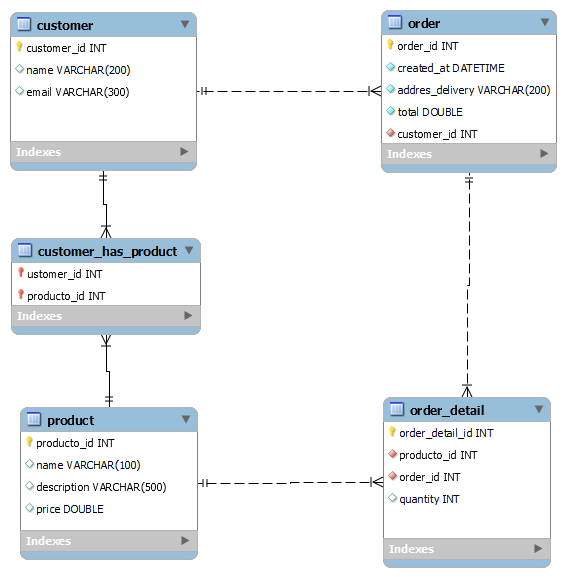 customer
customer_id INT
name VARCHAR(200)
email VARCHAR(300)
Indexes
order
order_id INT
created_at DATETIME
addres_delivery VARCHAR(200)
total DOUBLE
customer_id INT
Indexes
customer_has_product
ustomer_id INT
producto_id INT
Indexes
product
producto_id INT
name VARCHAR(100)
description VARCHAR(500)
price DOUBLE
Indexes
order_detail
order_detail_id INT
producto_id INT
order_id INT
quantity INT
Indexes